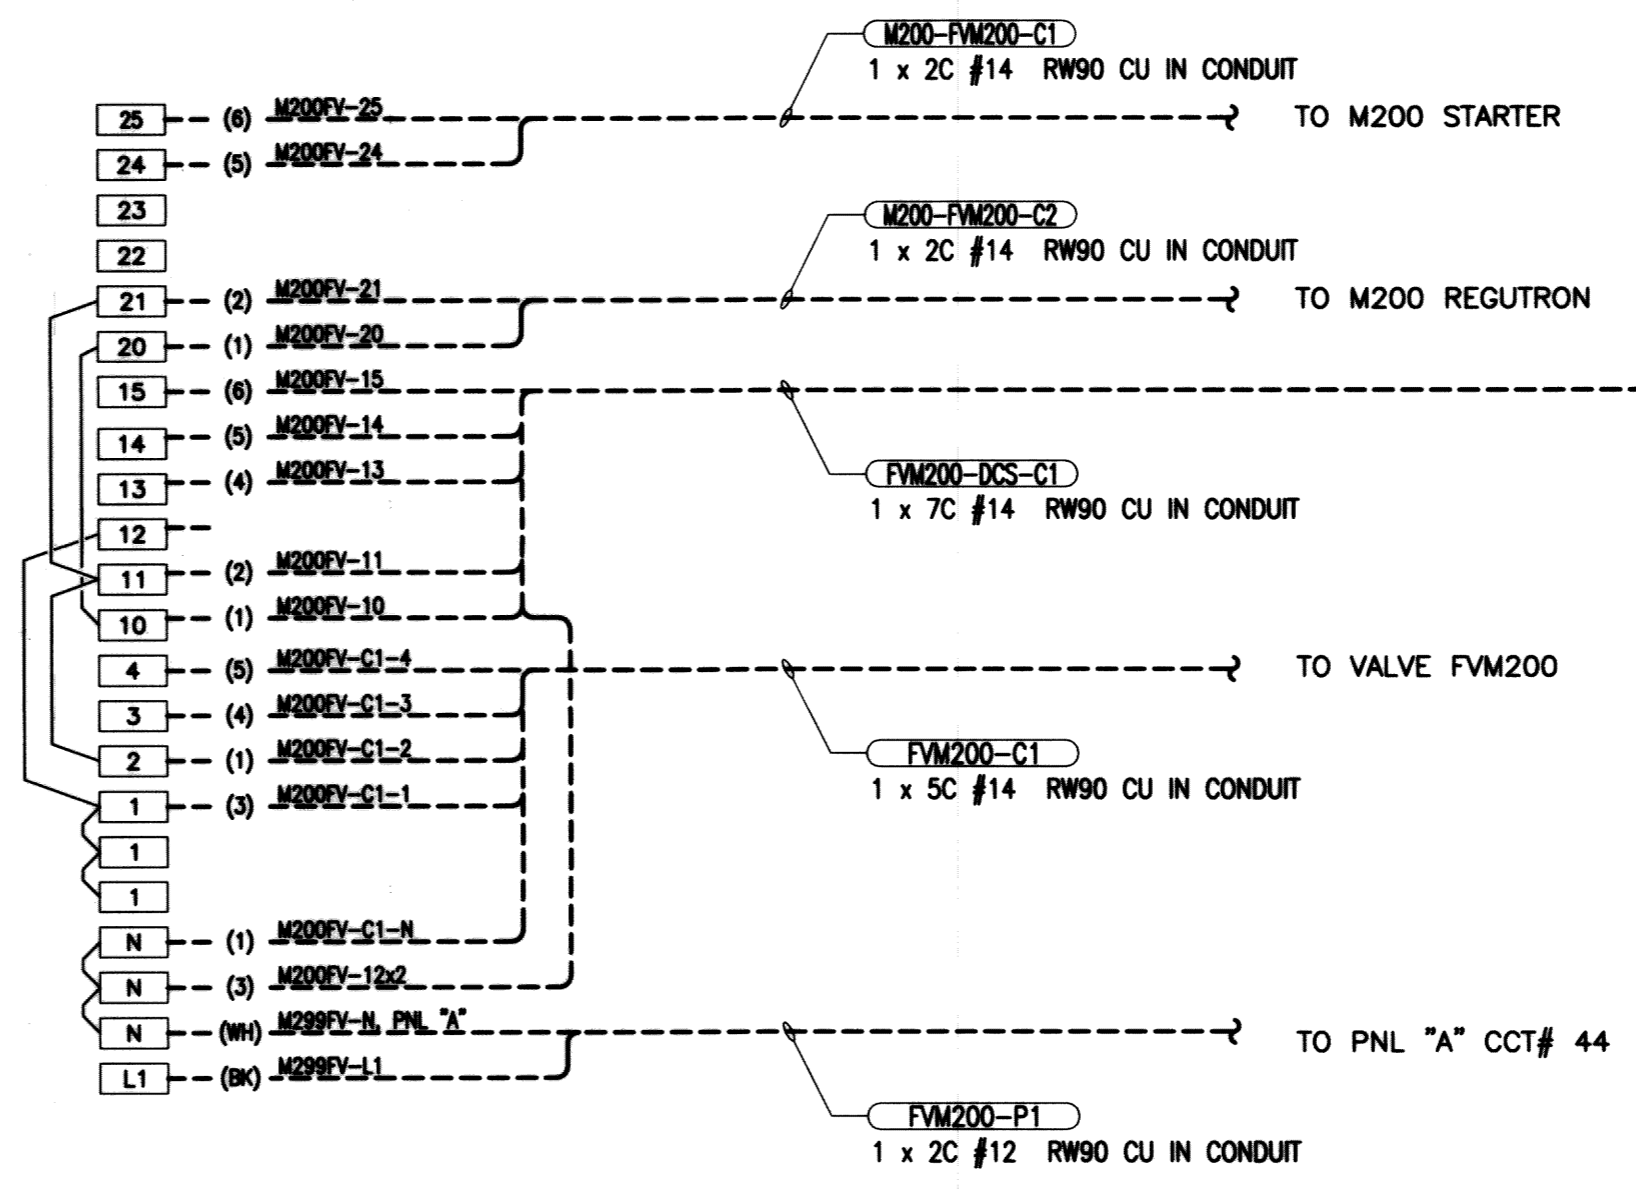 M200-FVM200-C1
1 x 2C #14 RW90 CU IN CONDUIT
25 (6) M200FV-25 TO M200 STARTER
24 (5) M200FV-24
23
22
M200-FVM200-C2
1 x 2C #14 RW90 CU IN CONDUIT
21 (2) M200FV-21 TO M200 REGUTRON
20 (1) M200FV-20
15 (6) M200FV-15
14 (5) M200FV-14
13 (4) M200FV-13
FVM200-DCS-C1
1 x 7C #14 RW90 CU IN CONDUIT
12
11 (2) M200FV-11
10 (1) M200FV-10
4 (5) M200FV-C1-4 TO VALVE FVM200
3 (4) M200FV-C1-3
2 (1) M200FV-C1-2
FVM200-C1
1 x 5C #14 RW90 CU IN CONDUIT
1 (3) M200FV-C1-1
1
1
N (1) M200FV-C1-N
N (3) M200FV-12x2
N (WH) M299FV-N, PNL "A" TO PNL "A" CCT# 44
L1 (BK) M299FV-L1
FVM200-P1
1 x 2C #12 RW90 CU IN CONDUIT